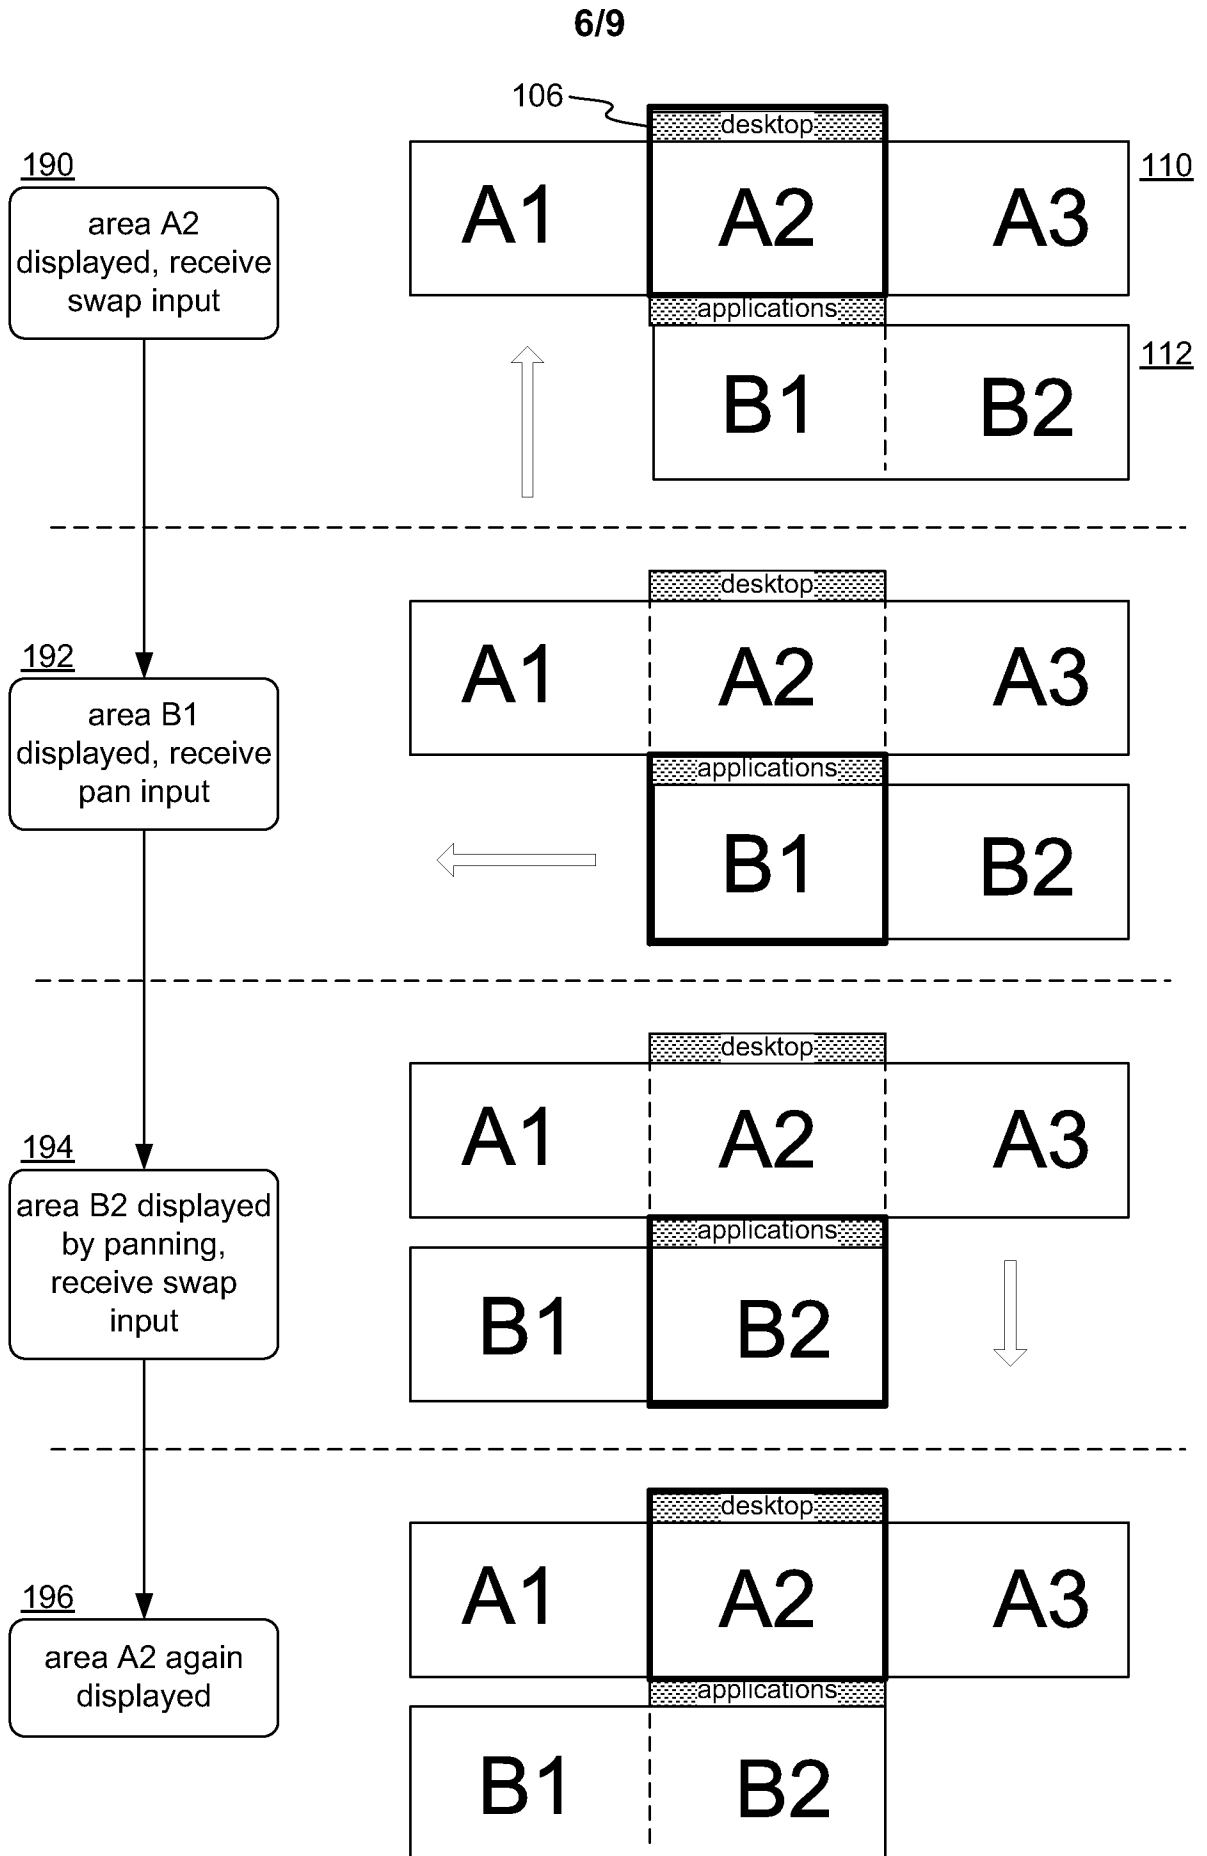 6/9
106
desktop
190
A1 A2 A3
110
area A2
displayed, receive
swap input
applications
112
B1 B2
desktop
192
A1 A2 A3
area B1
displayed, receive
pan input
applications
B1 B2
desktop
194
A1 A2 A3
area B2 displayed
by panning,
receive swap
input
applications
B1 B2
desktop
196
A1 A2 A3
area A2 again
displayed
applications
B1 B2